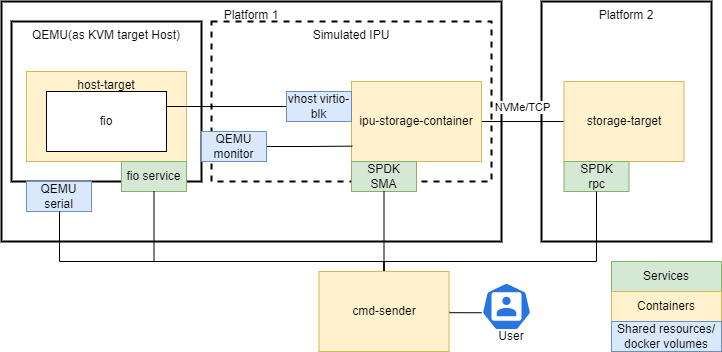 Platform 1
Platform 2
QEMU(as KVM target Host)
Simulated IPU
host-target
fio
vhost virtio-
blk
ipu-storage-container
NVMe/TCP
storage-target
QEMU
monitor
fio service
SPDK
SMA
SPDK
rpc
QEMU
serial
cmd-sender
User
Services
Containers
Shared resources/
docker volumes